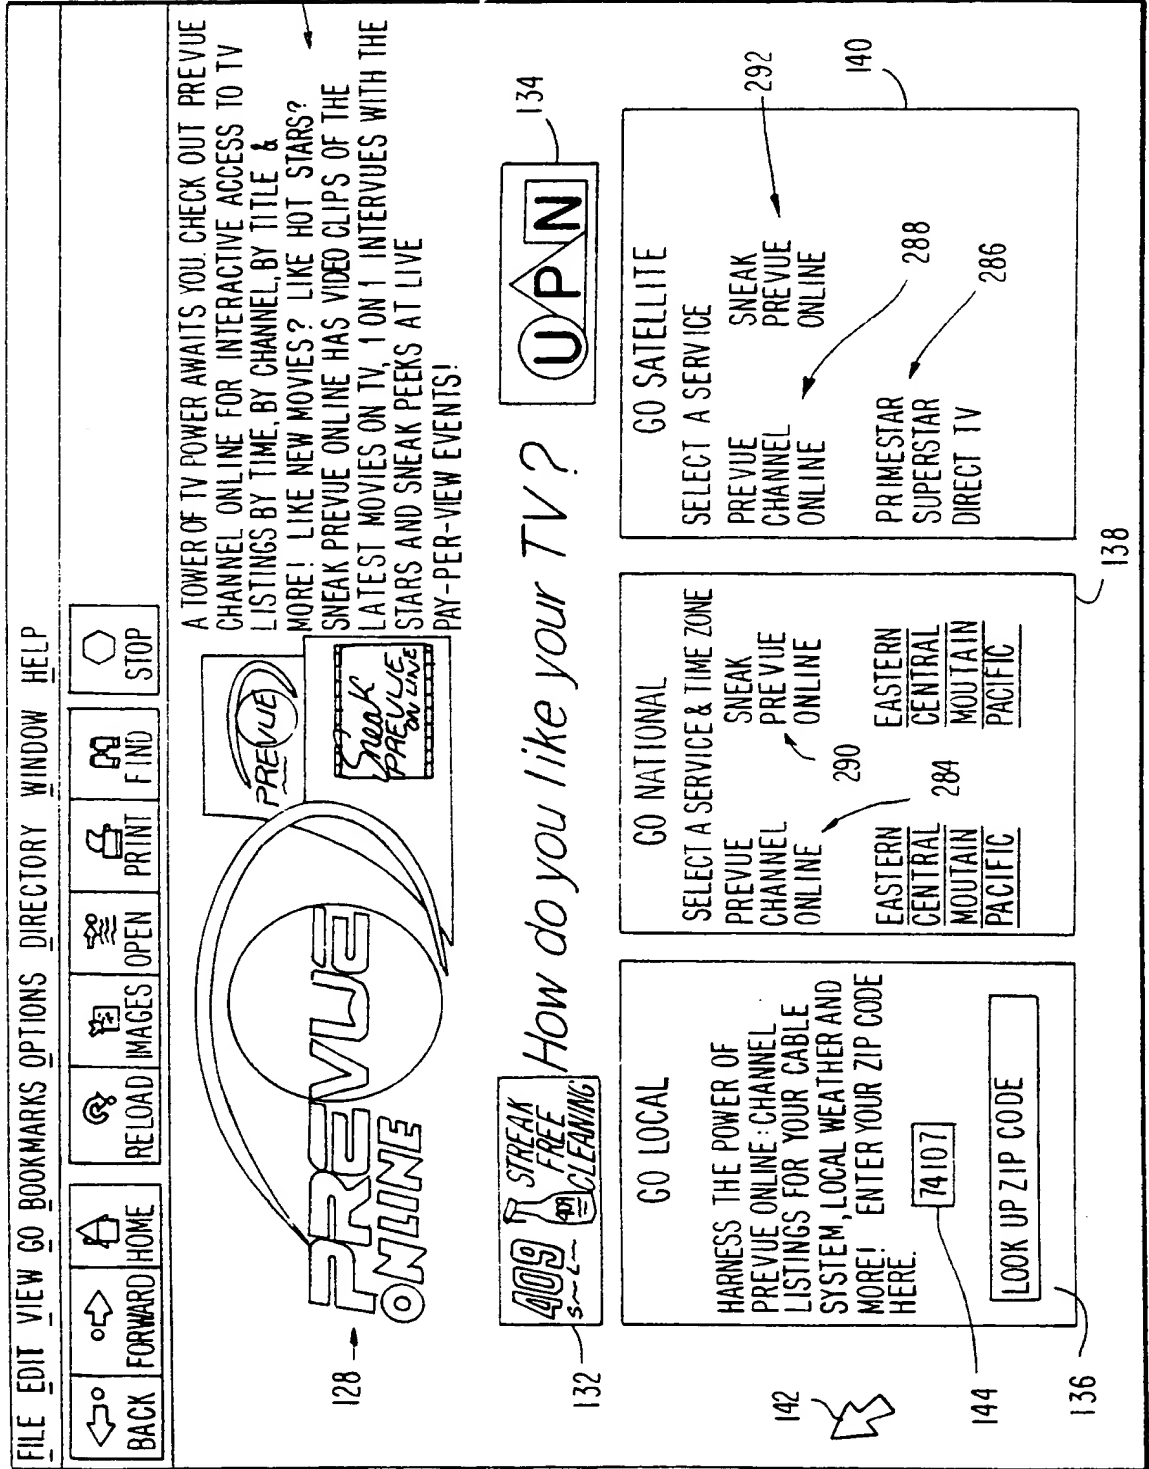 FILE EDIT VIEW GO BOOKMARKS OPTIONS DIRECTORY WINDOW HELP
BACK FORWARD HOME RELOAD IMAGES OPEN PRINT FIND STOP
128
PREVUE
ONLINE
PREVUE
Sneak
PREVUE
ON LINE
A TOWER OF TV POWER AWAITS YOU. CHECK OUT PREVUE
CHANNEL ONLINE FOR INTERACTIVE ACCESS TO TV
LISTINGS BY TIME, BY CHANNEL, BY TITLE &
MORE! LIKE NEW MOVIES? LIKE HOT STARS?
SNEAK PREVUE ONLINE HAS VIDEO CLIPS OF THE
LATEST MOVIES ON TV, 1 ON 1 INTERVUES WITH THE
STARS AND SNEAK PEEKS AT LIVE
PAY-PER-VIEW EVENTS!
132
409
409
STREAK
FREE
CLEANING
How do you like your TV?
UPN
134
142
144
136
GO LOCAL
HARNESS THE POWER OF
PREVUE ONLINE: CHANNEL
LISTINGS FOR YOUR CABLE
SYSTEM, LOCAL WEATHER AND
MORE! ENTER YOUR ZIP CODE
HERE.
74107
LOOK UP ZIP CODE
GO NATIONAL
SELECT A SERVICE & TIME ZONE
PREVUE
CHANNEL
ONLINE
SNEAK
PREVUE
ONLINE
290
284
EASTERN
CENTRAL
MOUTAIN
PACIFIC
EASTERN
CENTRAL
MOUTAIN
PACIFIC
138
GO SATELLITE
SELECT A SERVICE
PREVUE
CHANNEL
ONLINE
SNEAK
PREVUE
ONLINE
PRIMESTAR
SUPERSTAR
DIRECT TV
292
288
286
140